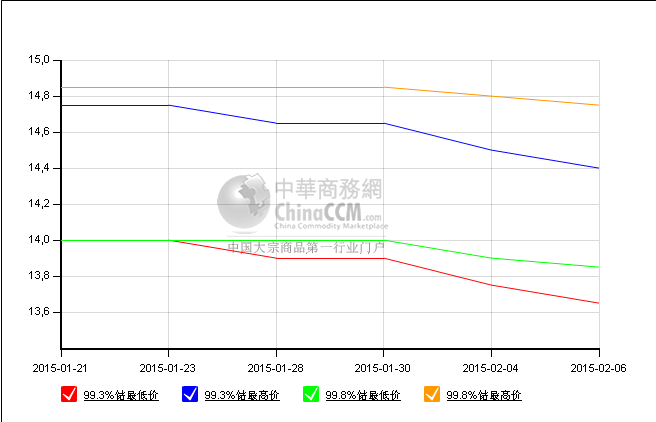 15,0
14,8
14,6
14,4
14,2
14,0
13,8
13,6
中華商務網
ChinaCCM.com
China Commodity Marketplace
中国大宗商品第一行业门户
2015-01-21 2015-01-23 2015-01-28 2015-01-30 2015-02-04 2015-02-06
99.3%钴最低价 99.3%钴最高价 99.8%钴最低价 99.8%钴最高价